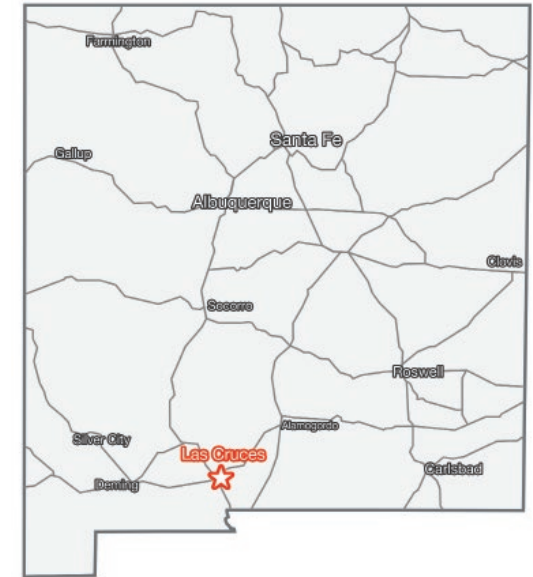 Farmington
Santa Fe
Gallup
Albuquerque
Clovis
Socorro
Roswell
Alamogordo
Silver City
Las Cruces
Carlsbad
Deming